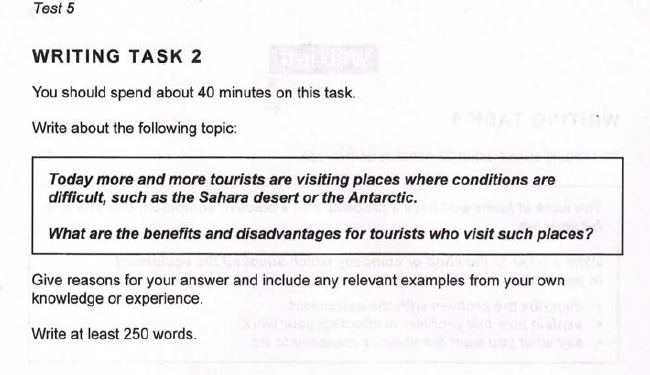 Test 5
WRITING TASK 2
You should spend about 40 minutes on this task.
Write about the following topic:
Today more and more tourists are visiting places where conditions are
difficult, such as the Sahara desert or the Antarctic.
What are the benefits and disadvantages for tourists who visit such places?
Give reasons for your answer and include any relevant examples from your own
knowledge or experience.
Write at least 250 words.